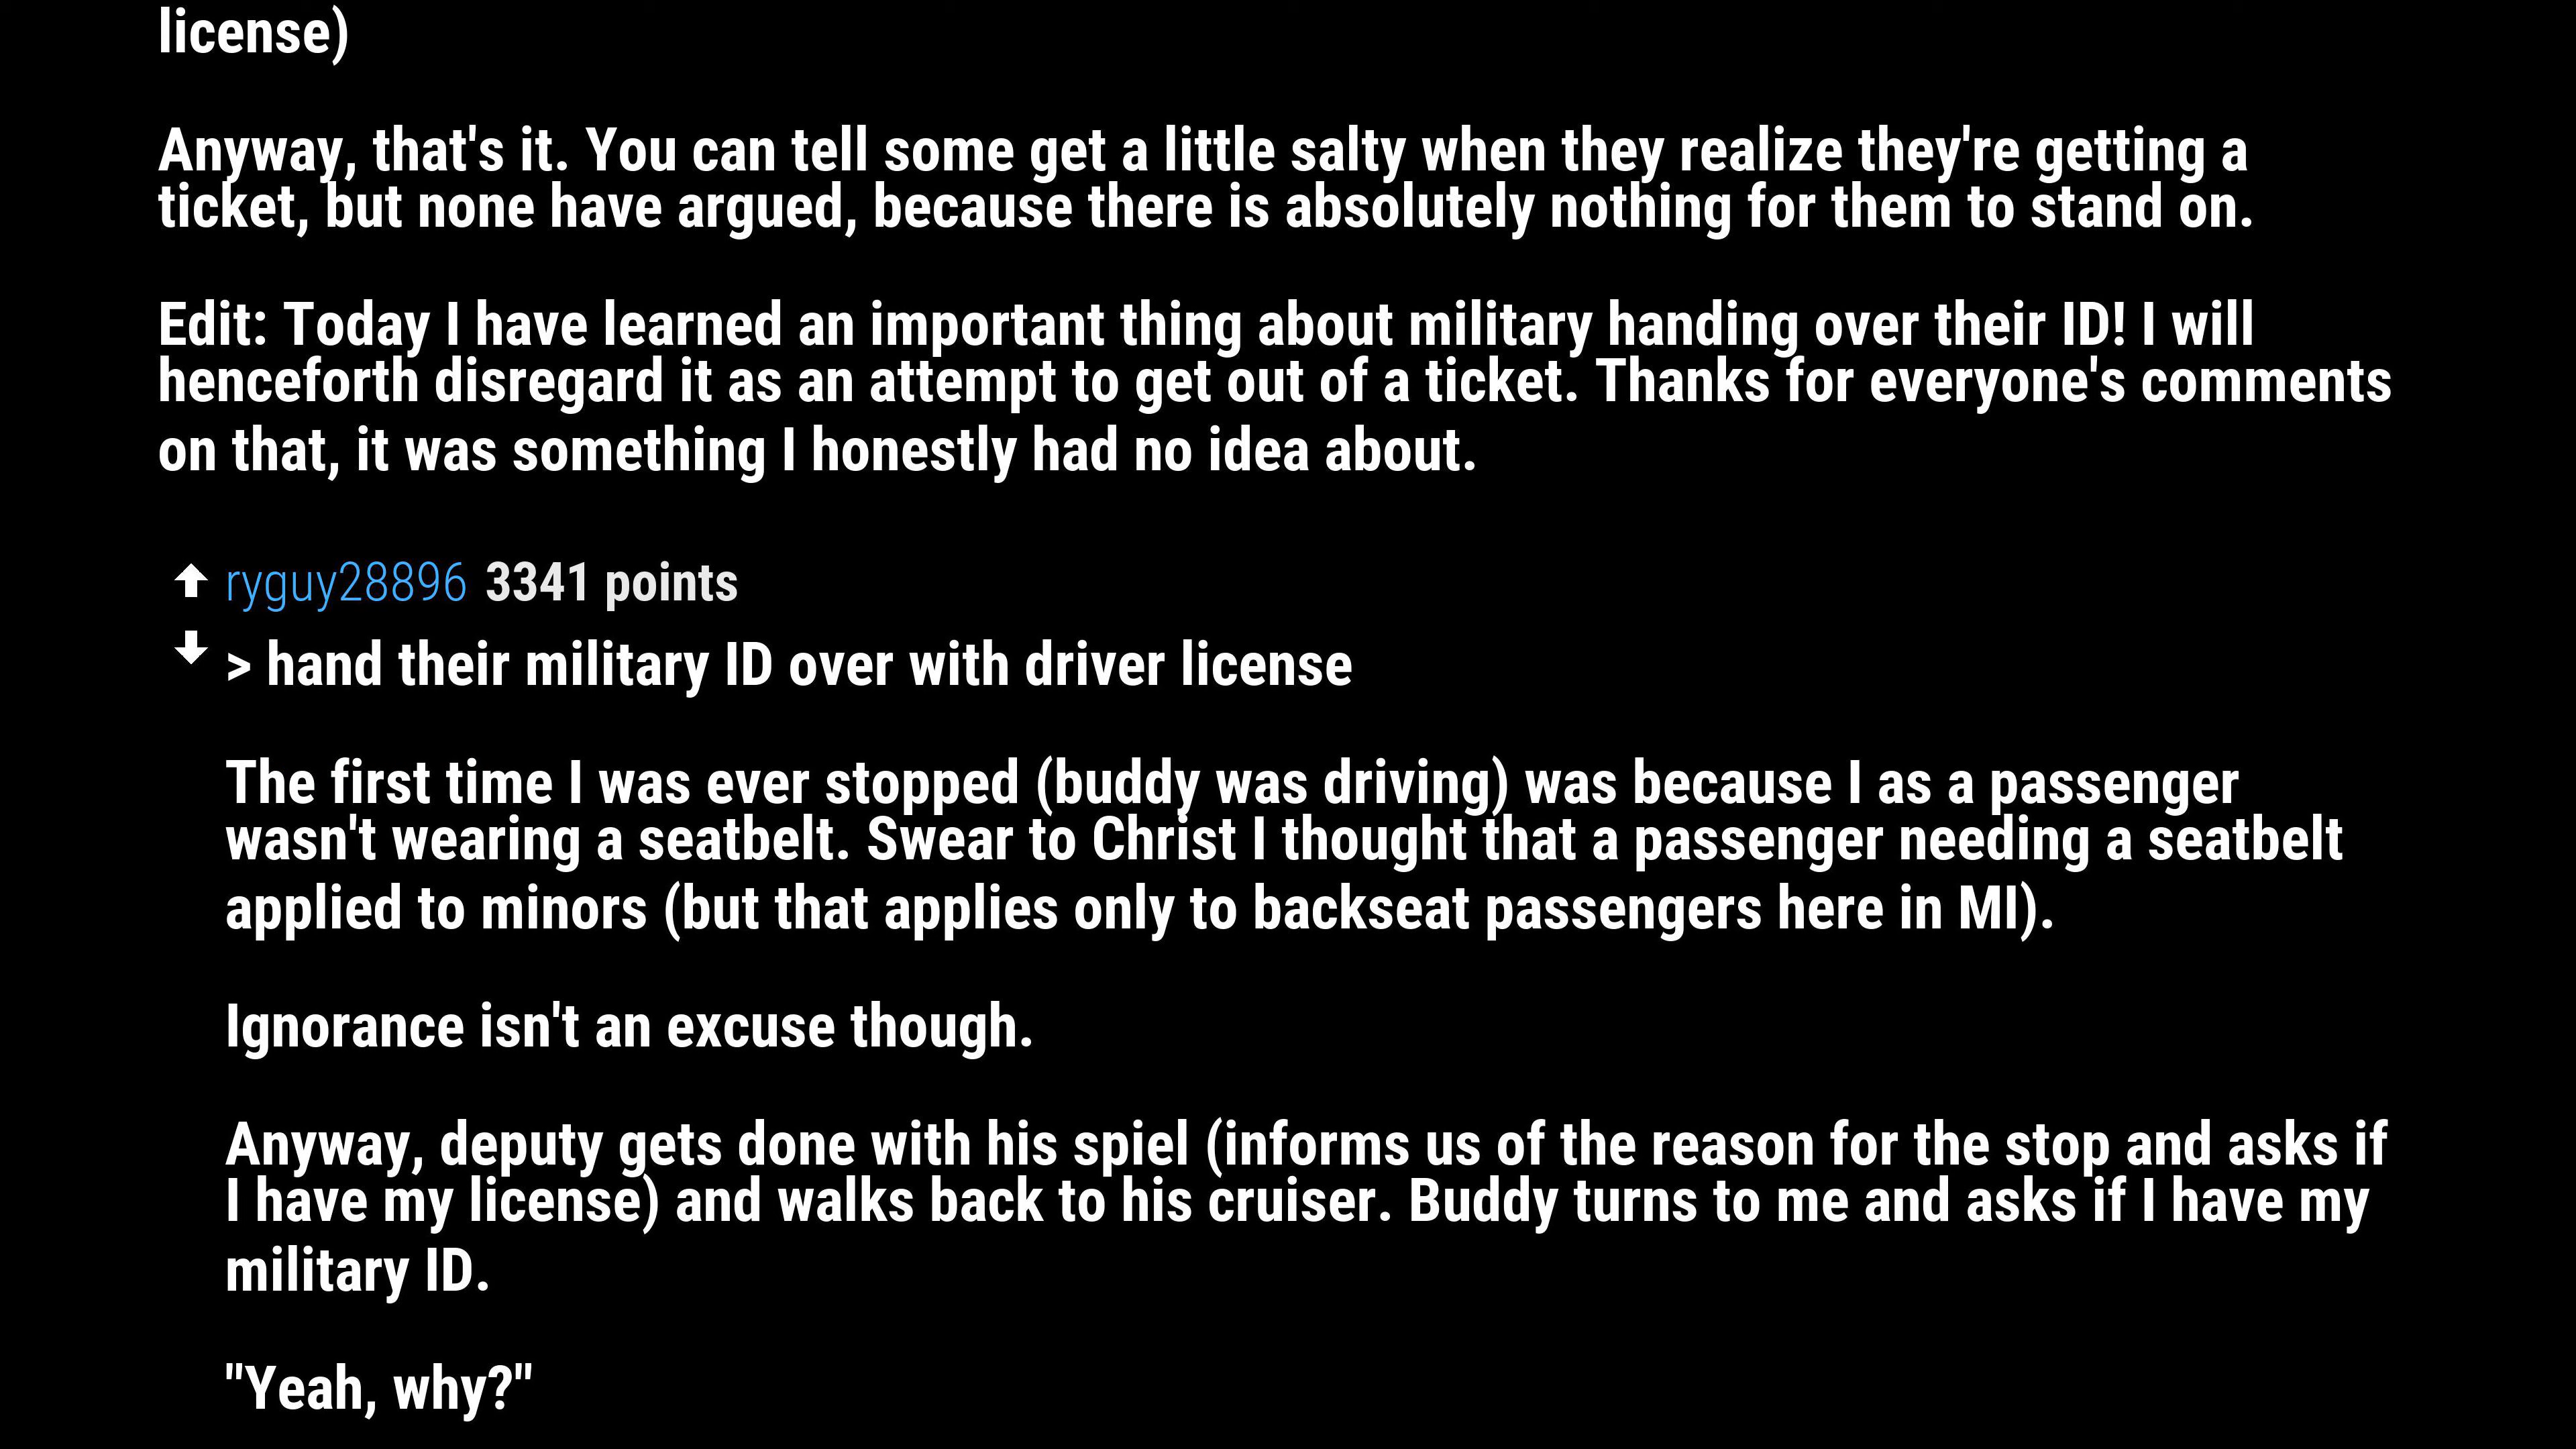 license)
Anyway, that's it. You can tell some get a little salty when they realize they're getting a
ticket, but none have argued, because there is absolutely nothing for them to stand on.
Edit: Today I have learned an important thing about military handing over their ID! I will
henceforth disregard it as an attempt to get out of a ticket. Thanks for everyone's comments
on that, it was something I honestly had no idea about.
ryguy28896 3341 points
> hand their military ID over with driver license
The first time I was ever stopped (buddy was driving) was because I as a passenger
wasn't wearing a seatbelt. Swear to Christ I thought that a passenger needing a seatbelt
applied to minors (but that applies only to backseat passengers here in MI).
Ignorance isn't an excuse though.
Anyway, deputy gets done with his spiel (informs us of the reason for the stop and asks if
I have my license) and walks back to his cruiser. Buddy turns to me and asks if I have my
military ID.
"Yeah, why?"